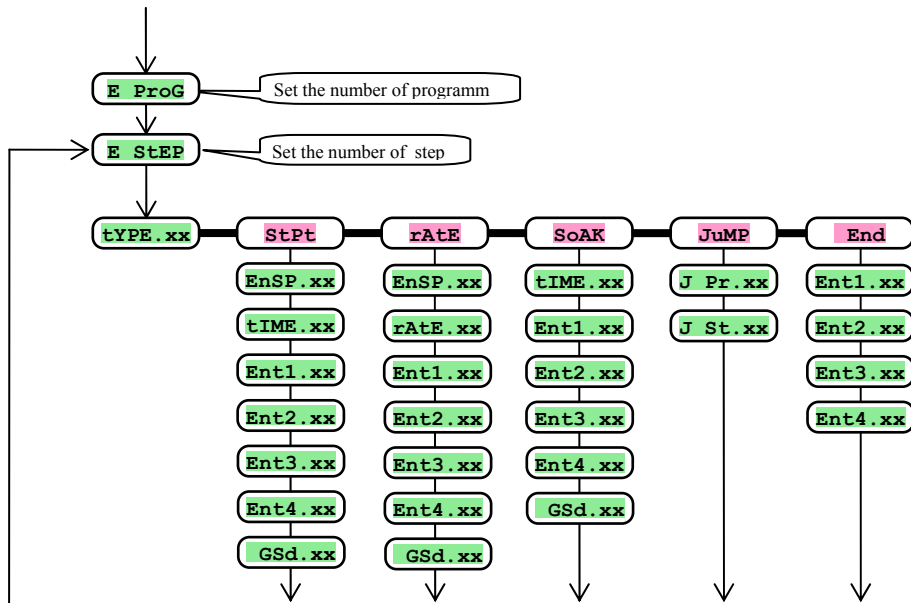 E ProG
Set the number of programm
E StEP
Set the number of step
tYPE.xx StPt rAtE SoAK JuMP End
EnSP.xx EnSP.xx tIME.xx J Pr.xx Ent1.xx
tIME.xx rAtE.xx Ent1.xx J St.xx Ent2.xx
Ent1.xx Ent1.xx Ent2.xx Ent3.xx
Ent2.xx Ent2.xx Ent3.xx Ent4.xx
Ent3.xx Ent3.xx Ent4.xx
Ent4.xx Ent4.xx GSd.xx
GSd.xx GSd.xx